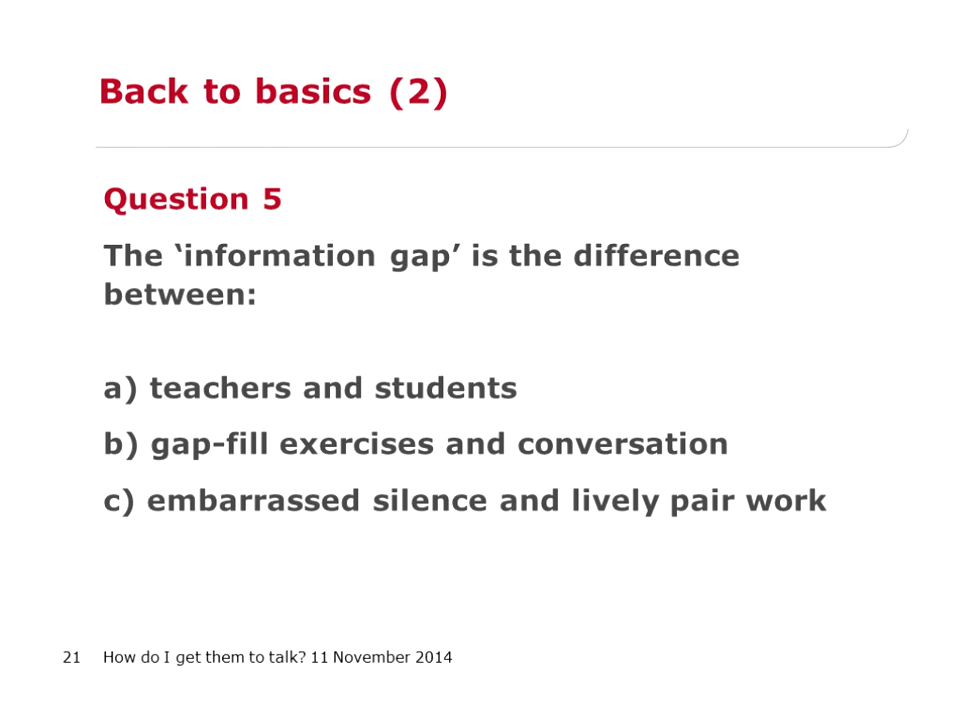 Back to basics (2)
Question 5
The ‘information gap’ is the difference
between:
a) teachers and students
b) gap-fill exercises and conversation
c) embarrassed silence and lively pair work
21 How do I get them to talk? 11 November 2014